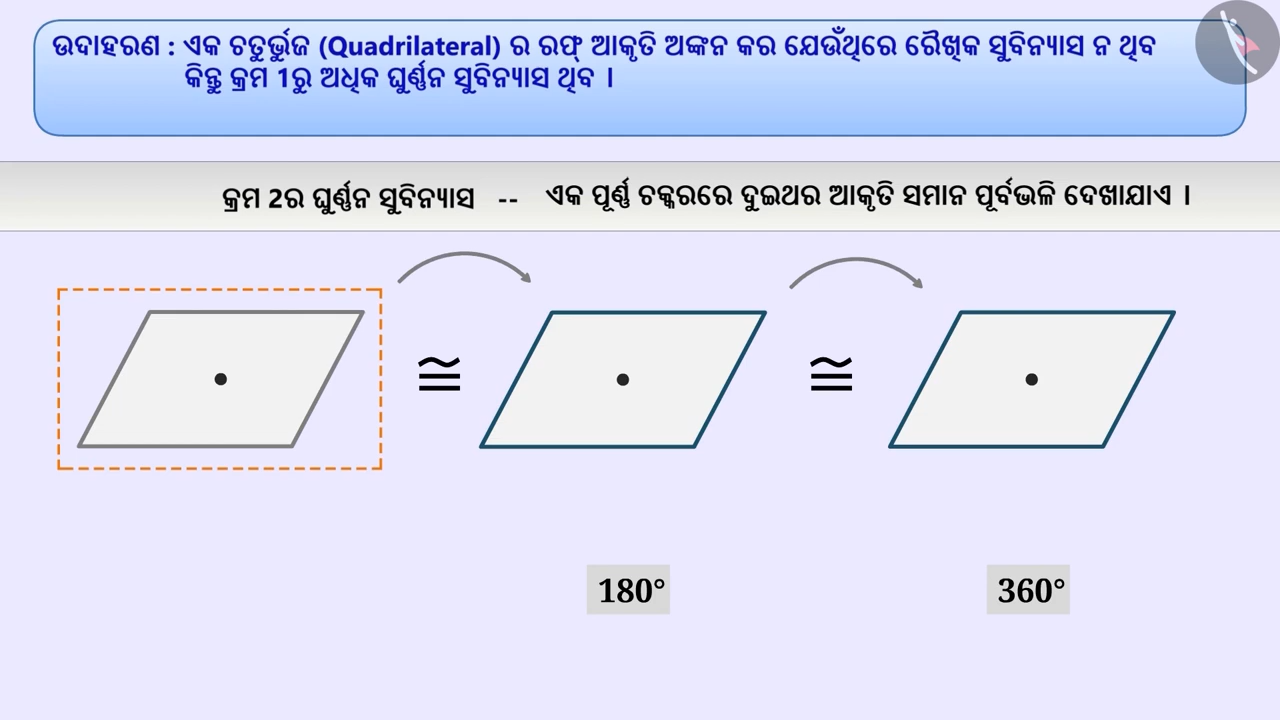 ଉଦାହରଣ : ଏକ ଚତୁର୍ଭୁଜ (Quadrilateral) ର ରଫ୍ ଆକୃତି ଅଙ୍କନ କର ଯେଉଁଥିରେ ରୈଖିକ ସୁବିନ୍ୟାସ ନ ଥିବ
କିନ୍ତୁ କ୍ରମ 1ରୁ ଅଧିକ ଘୁର୍ଣ୍ଣନ ସୁବିନ୍ୟାସ ଥିବ ।
କ୍ରମ 2ର ଘୁର୍ଣ୍ଣନ ସୁବିନ୍ୟାସ -- ଏକ ପୂର୍ଣ୍ଣ ଚକ୍କରରେ ଦୁଇଥର ଆକୃତି ସମାନ ପୂର୍ବଭଳି ଦେଖାଯାଏ ।
≅ ≅
180° 360°